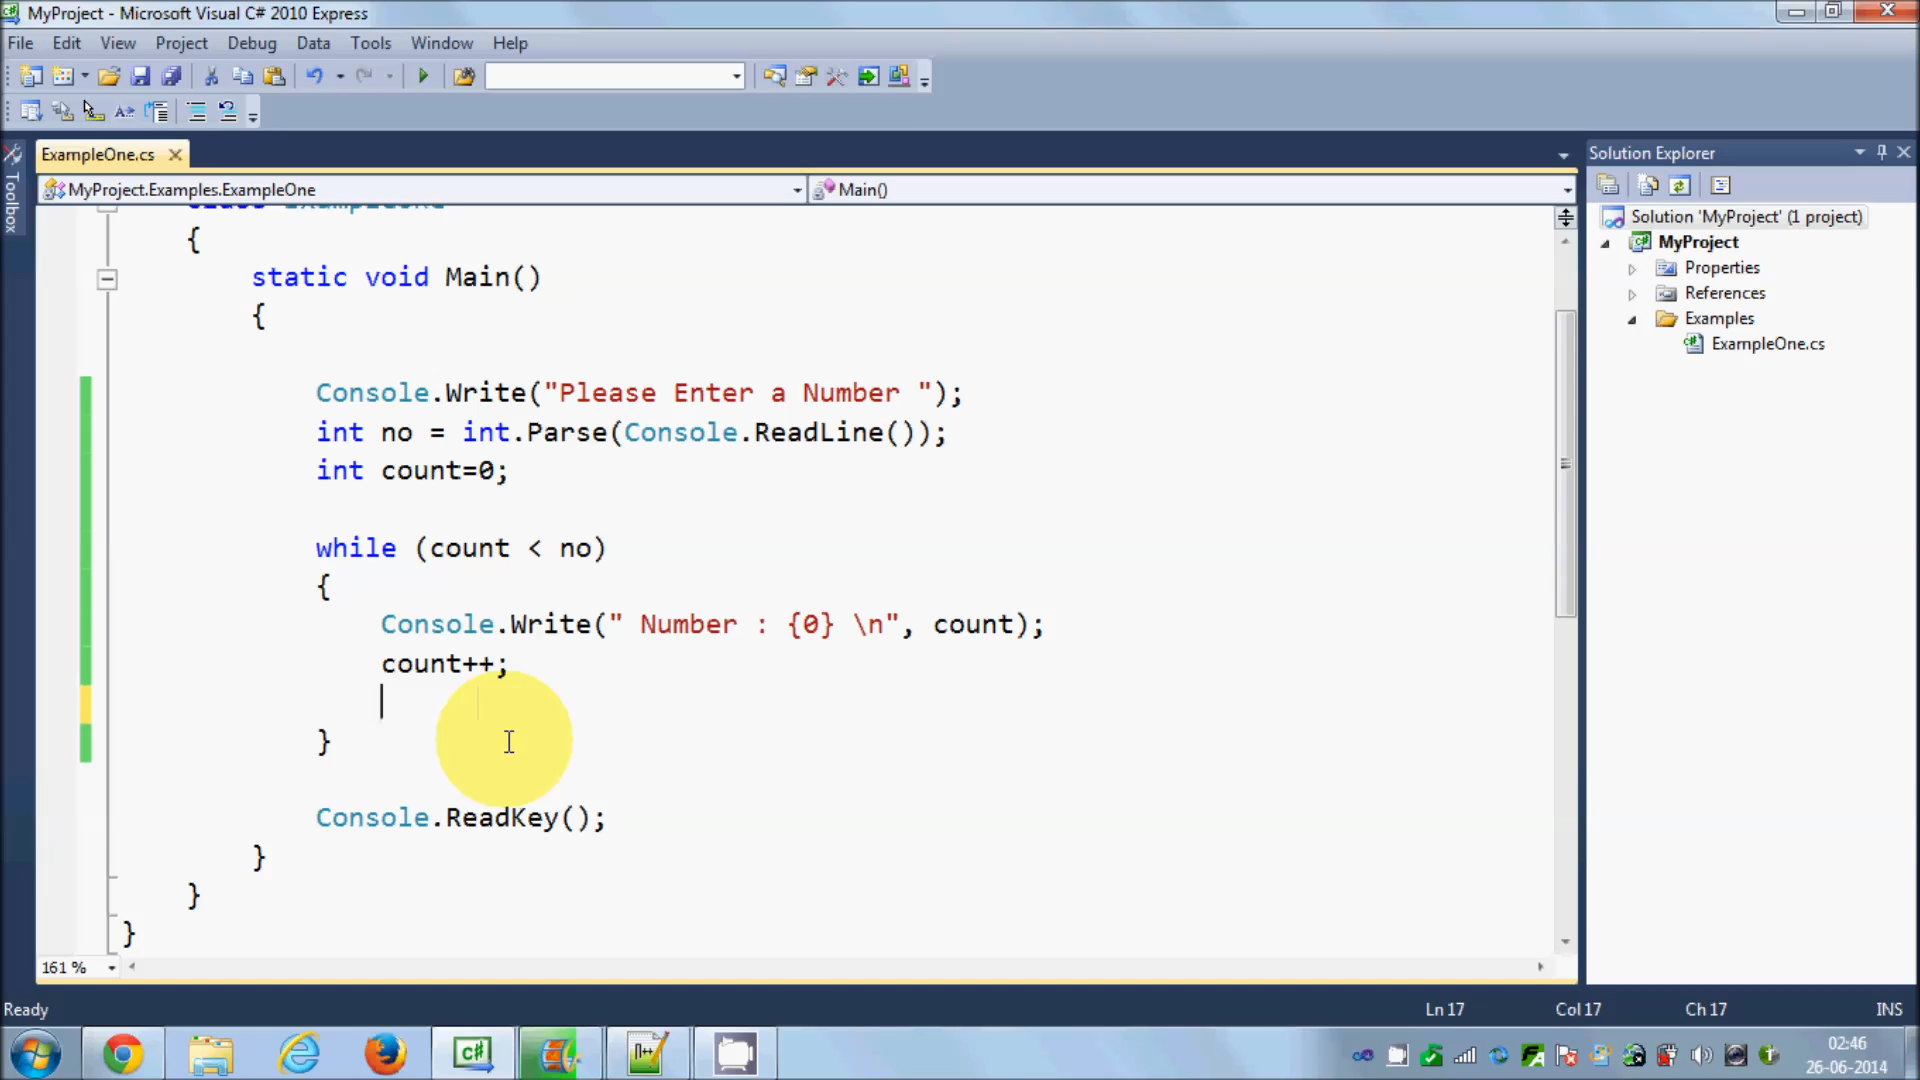 MyProject - Microsoft Visual C# 2010 Express
File Edit View Project Debug Data Tools Window Help
ExampleOne.cs
Solution Explorer
Toolbox
MyProject.Examples.ExampleOne
Main()
{
static void Main()
{
Console.Write("Please Enter a Number ");
int no = int.Parse(Console.ReadLine());
int count=0;
while (count < no)
{
Console.Write(" Number : {0} \n", count);
count++;
}
Console.ReadKey();
}
}
}
161 %
Solution 'MyProject' (1 project)
MyProject
Properties
References
Examples
ExampleOne.cs
Ready
Ln 17 Col 17 Ch 17 INS
02:46
26-06-2014